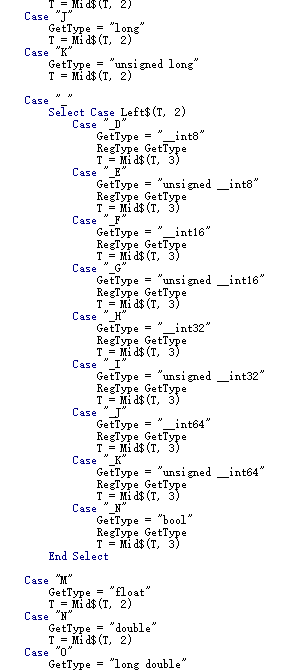 T = Mid$(T, 2)
Case "J"
GetType = "long"
T = Mid$(T, 2)
Case "K"
GetType = "unsigned long"
T = Mid$(T, 2)
Case "_"
Select Case Left$(T, 2)
Case "_D"
GetType = "__int8"
RegType GetType
T = Mid$(T, 3)
Case "_E"
GetType = "unsigned __int8"
RegType GetType
T = Mid$(T, 3)
Case "_F"
GetType = "__int16"
RegType GetType
T = Mid$(T, 3)
Case "_G"
GetType = "unsigned __int16"
RegType GetType
T = Mid$(T, 3)
Case "_H"
GetType = "__int32"
RegType GetType
T = Mid$(T, 3)
Case "_I"
GetType = "unsigned __int32"
RegType GetType
T = Mid$(T, 3)
Case "_J"
GetType = "__int64"
RegType GetType
T = Mid$(T, 3)
Case "_K"
GetType = "unsigned __int64"
RegType GetType
T = Mid$(T, 3)
Case "_N"
GetType = "bool"
RegType GetType
T = Mid$(T, 3)
End Select
Case "M"
GetType = "float"
T = Mid$(T, 2)
Case "N"
GetType = "double"
T = Mid$(T, 2)
Case "O"
GetType = "long double"